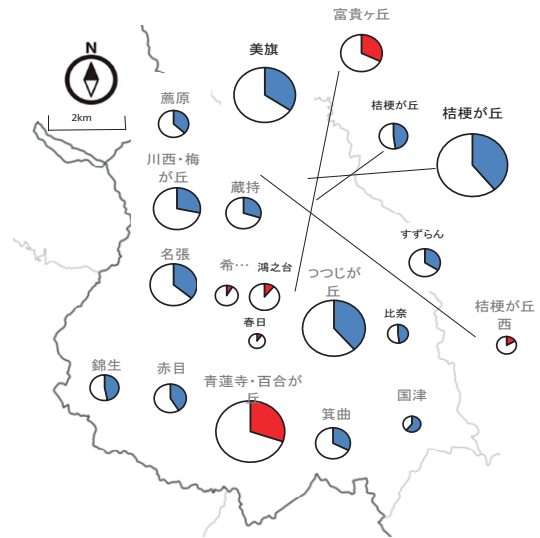 富貴ヶ丘
N
美旗
2km
薦原
桔梗が丘
桔梗が丘
川西・梅
が丘
蔵持
すずらん
名張
希…
鴻之台
つつじが
丘
春日
比奈
桔梗が丘
西
錦生
赤目
青蓮寺・百合が
丘
箕曲
国津